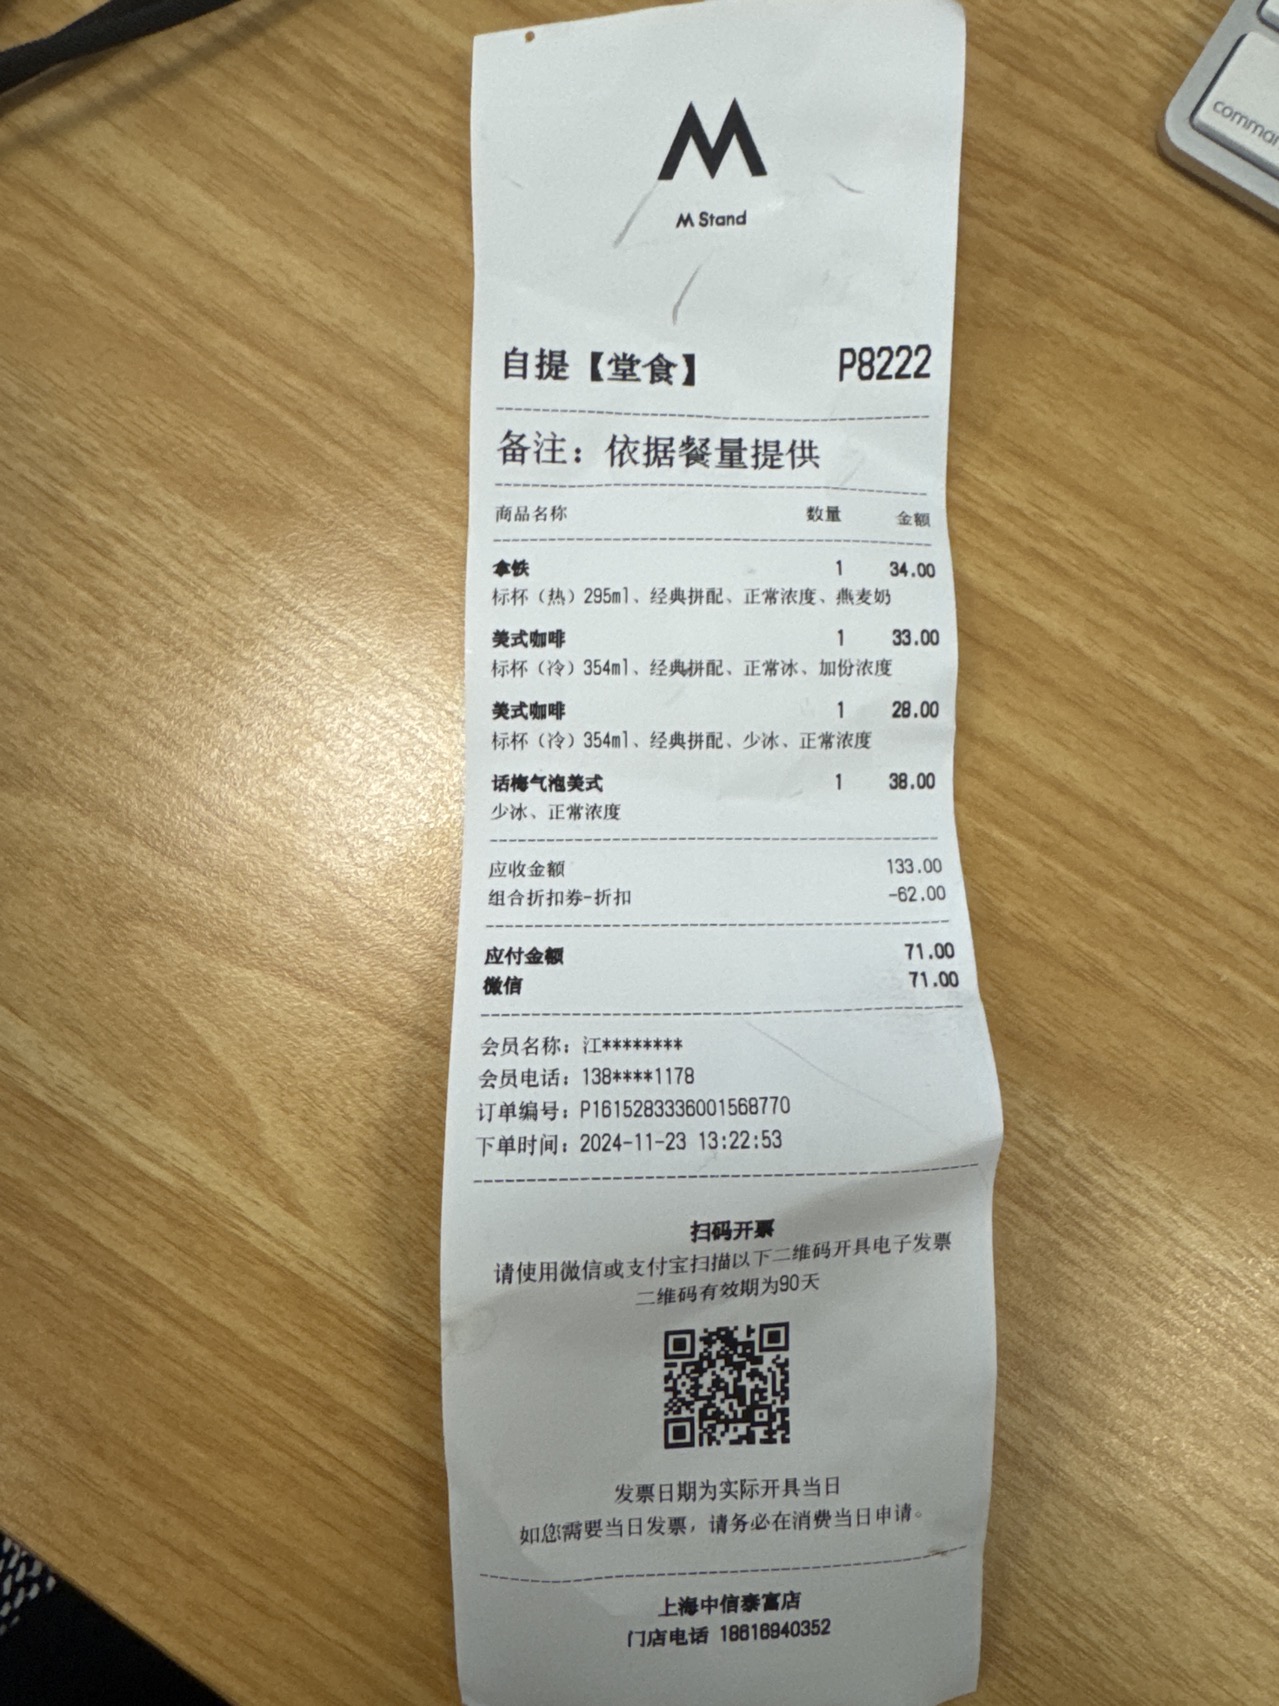 M
M Stand
自提【堂食】 P8222
备注：依据餐量提供
商品名称 数量 金额
拿铁 1 34.00
标杯（热）295ml、经典拼配、正常浓度、燕麦奶
美式咖啡 1 33.00
标杯（冷）354ml、经典拼配、正常冰、加份浓度
美式咖啡 1 28.00
标杯（冷）354ml、经典拼配、少冰、正常浓度
话梅气泡美式 1 38.00
少冰、正常浓度
应收金额 133.00
组合折扣券-折扣 -62.00
应付金额 71.00
微信 71.00
会员名称：江********
会员电话：138****1178
订单编号：P1615283336001568770
下单时间：2024-11-23 13:22:53
扫码开票
请使用微信或支付宝扫描以下二维码开具电子发票
二维码有效期为90天
发票日期为实际开具当日
如您需要当日发票，请务必在消费当日申请。
上海中信泰富店
门店电话 18616940352